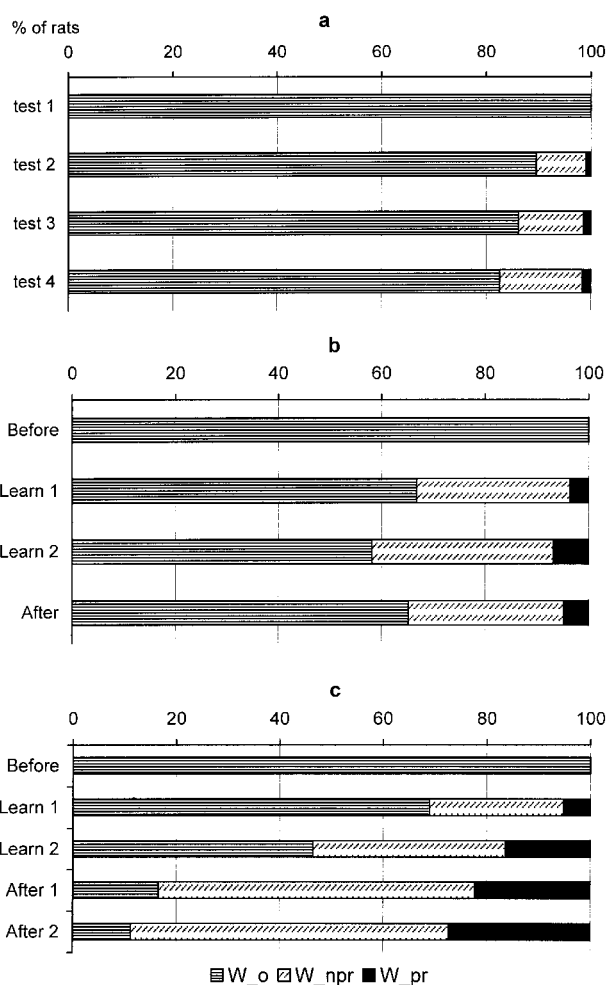 % of rats
a
0 20 40 60 80 100
test 1
test 2
test 3
test 4
b
0 20 40 60 80 100
Before
Learn 1
Learn 2
After
c
0 20 40 60 80 100
Before
Learn 1
Learn 2
After 1
After 2
W_o W_npr W_pr